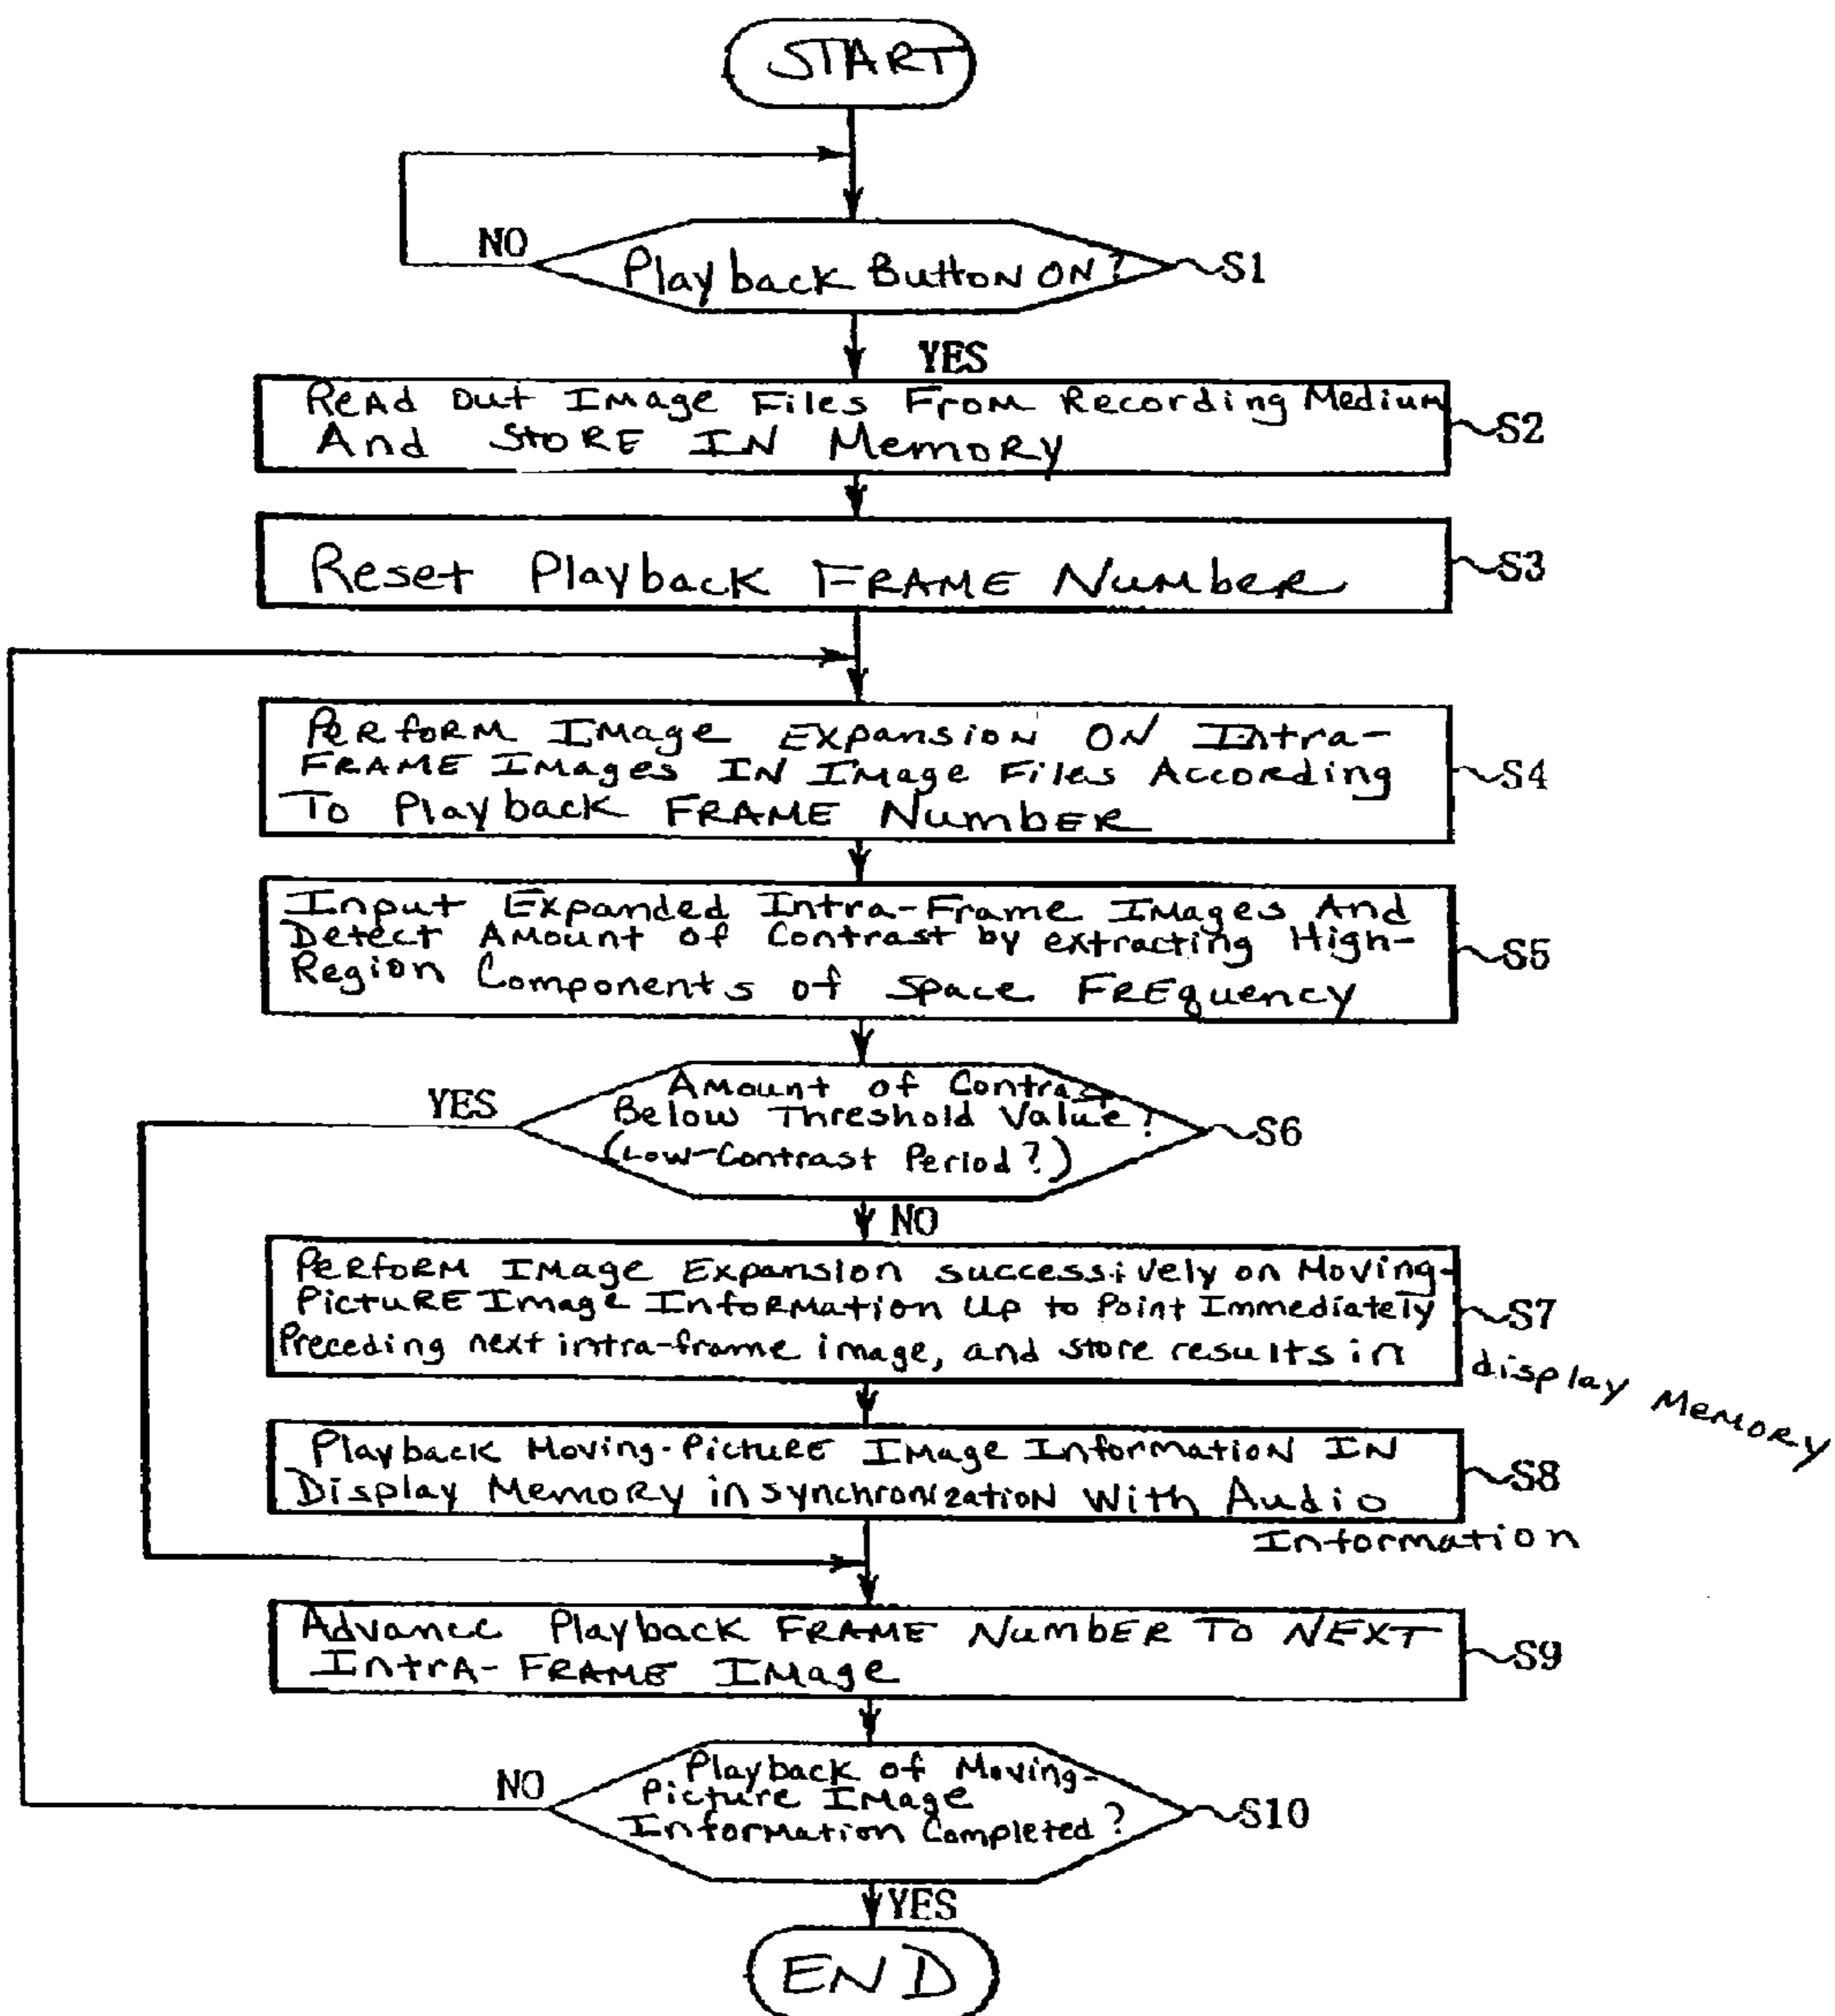 START
NO
Playback Button ON?
S1
YES
Read Out Image Files From Recording Medium
And Store In Memory
S2
Reset Playback Frame Number
S3
Perform Image Expansion On Intra-
Frame Images In Image Files According
To Playback Frame Number
S4
Input Expanded Intra-Frame Images And
Detect Amount of Contrast by extracting High-
Region Components of Space Frequency
S5
Amount of Contrast
Below Threshold Value?
(Low-Contrast Period?)
YES
S6
NO
Perform Image Expansion successively on Moving-
Picture Image Information Up to Point Immediately
Preceding next intra-frame image, and store results in
display Memory
S7
Playback Moving-Picture Image Information In
Display Memory in synchronization With Audio
Information
S8
Advance Playback Frame Number To Next
Intra-Frame Image
S9
Playback of Moving-
Picture Image
Information Completed?
NO
S10
YES
END